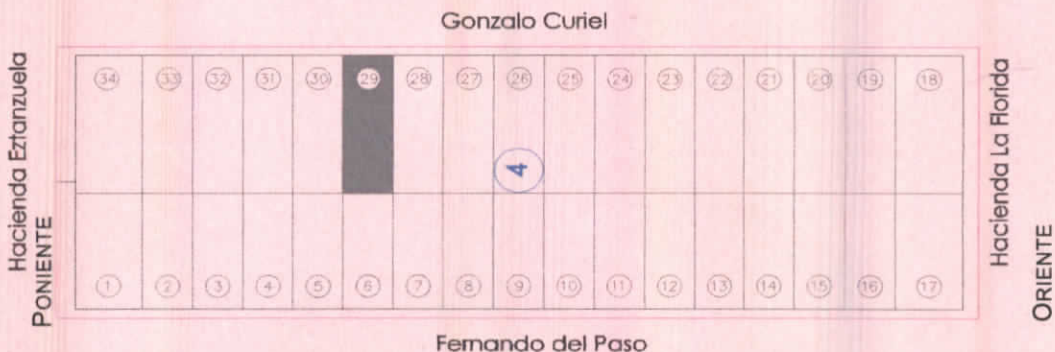 Gonzalo Curiel
Hacienda Eztanzuela
PONIENTE
34 33 32 31 30 29 28 27 26 25 24 23 22 21 20 19 18
4
1 2 3 4 5 6 7 8 9 10 11 12 13 14 15 16 17
Hacienda La Florida
ORIENTE
Fernando del Paso